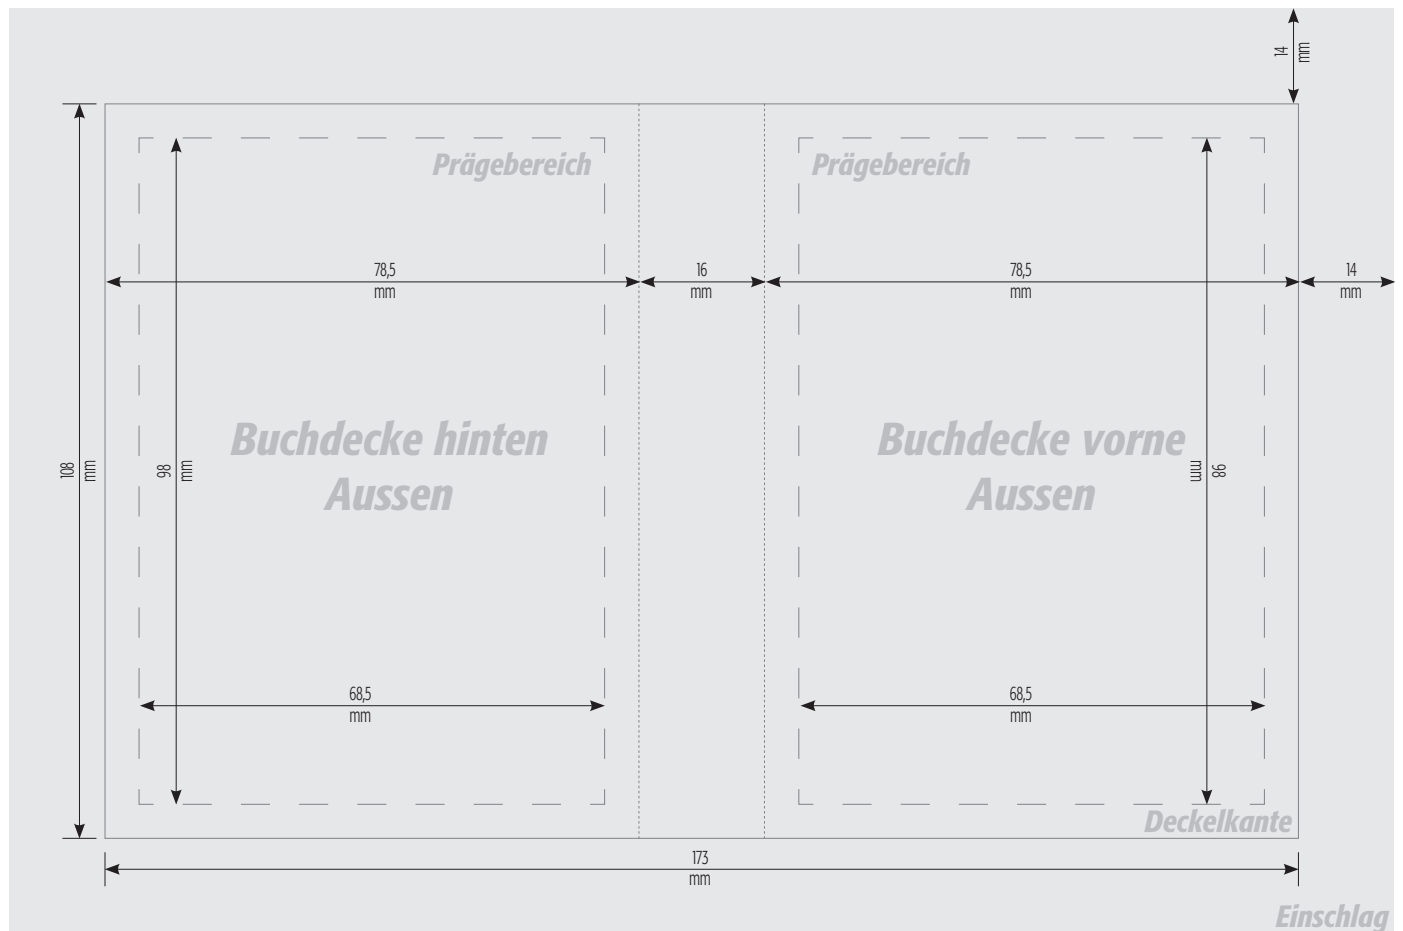 14
mm
Prägebereich
Prägebereich
78,5
mm
16
mm
78,5
mm
14
mm
Buchdecke hinten
Aussen
Buchdecke vorne
Aussen
108
mm
98
mm
98
mm
68,5
mm
68,5
mm
Deckelkante
173
mm
Einschlag